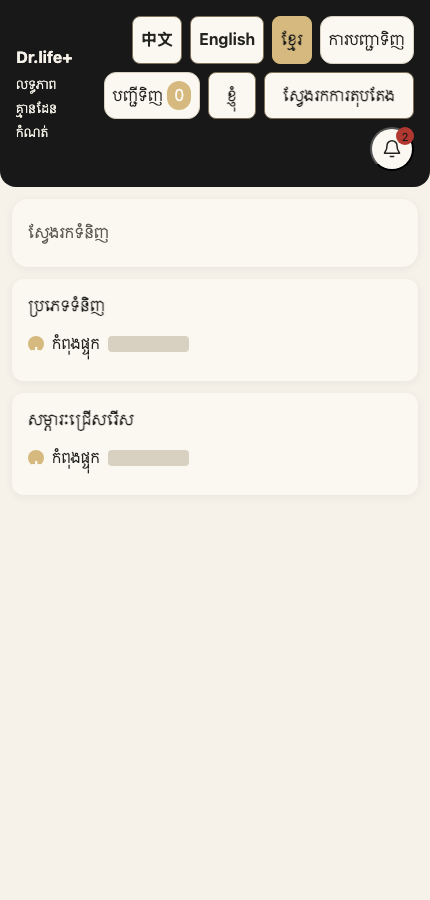 Dr.life+
លទ្ធភាព
គ្មានដែន
កំណត់
中文
English
ខ្មែរ
ការបញ្ជាទិញ
បញ្ជីទិញ 0
ខ្ញុំ
ស្វែងរកការតុបតែង
2
ស្វែងរកទំនិញ
ប្រភេទទំនិញ
កំពុងផ្ទុក
សម្ភារៈជ្រើសរើស
កំពុងផ្ទុក